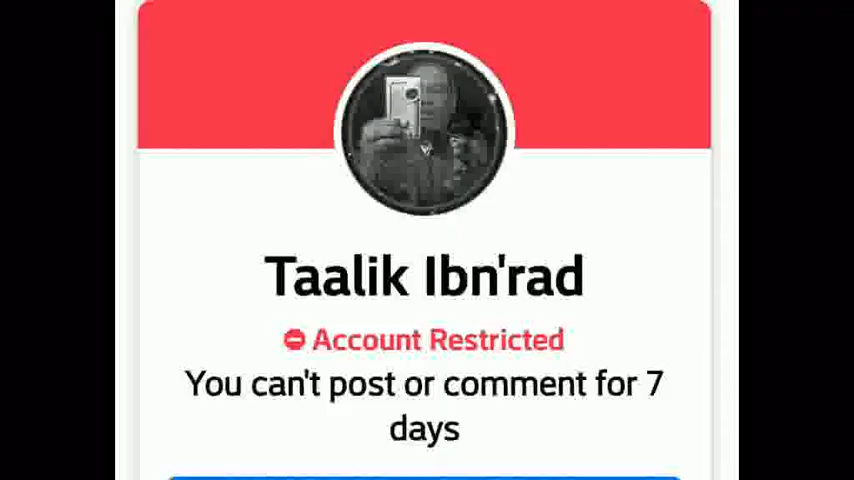 Taalik Ibn'rad
Account Restricted
You can't post or comment for 7
days